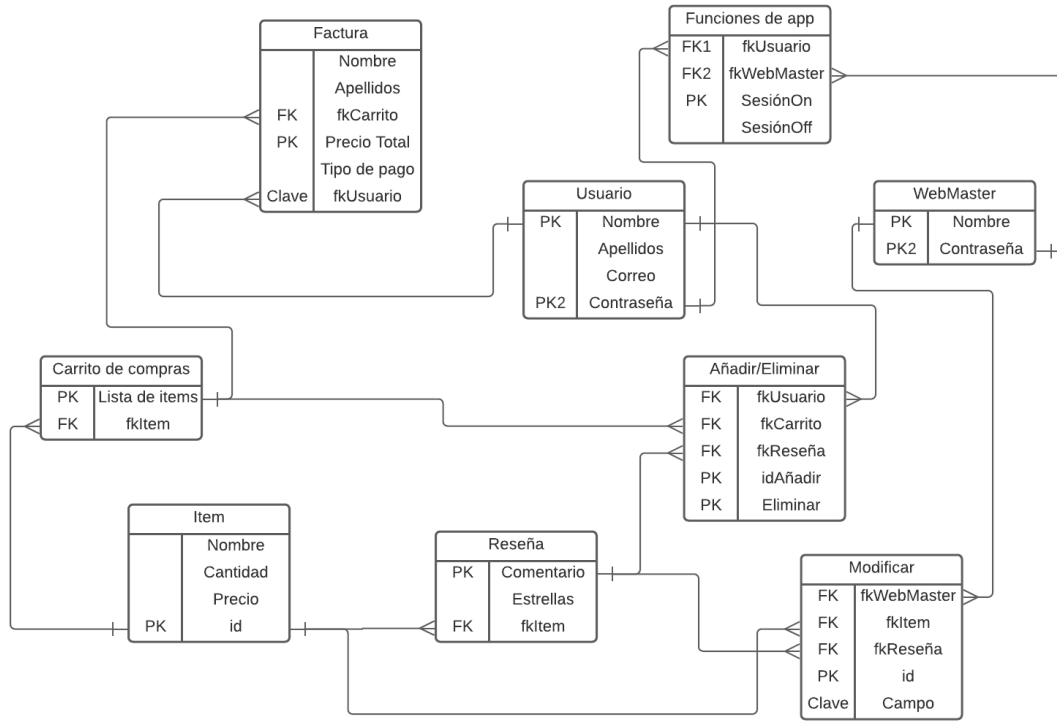 Factura
Nombre
Apellidos
FK fkCarrito
PK Precio Total
Tipo de pago
Clave fkUsuario
Funciones de app
FK1 fkUsuario
FK2 fkWebMaster
PK SesiónOn
SesiónOff
Usuario
PK Nombre
Apellidos
Correo
PK2 Contraseña
WebMaster
PK Nombre
PK2 Contraseña
Carrito de compras
PK Lista de items
FK fkItem
Añadir/Eliminar
FK fkUsuario
FK fkCarrito
FK fkReseña
PK idAñadir
PK Eliminar
Item
Nombre
Cantidad
Precio
PK id
Reseña
PK Comentario
Estrellas
FK fkItem
Modificar
FK fkWebMaster
FK fkItem
FK fkReseña
PK id
Clave Campo